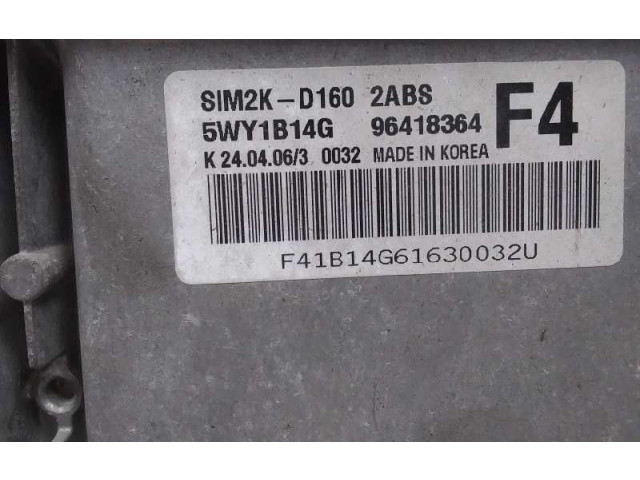 SIM2K-D160 2ABS
5WY1B14G 96418364 F4
K 24.04.06/3 0032 MADE IN KOREA
F41B14G61630032U